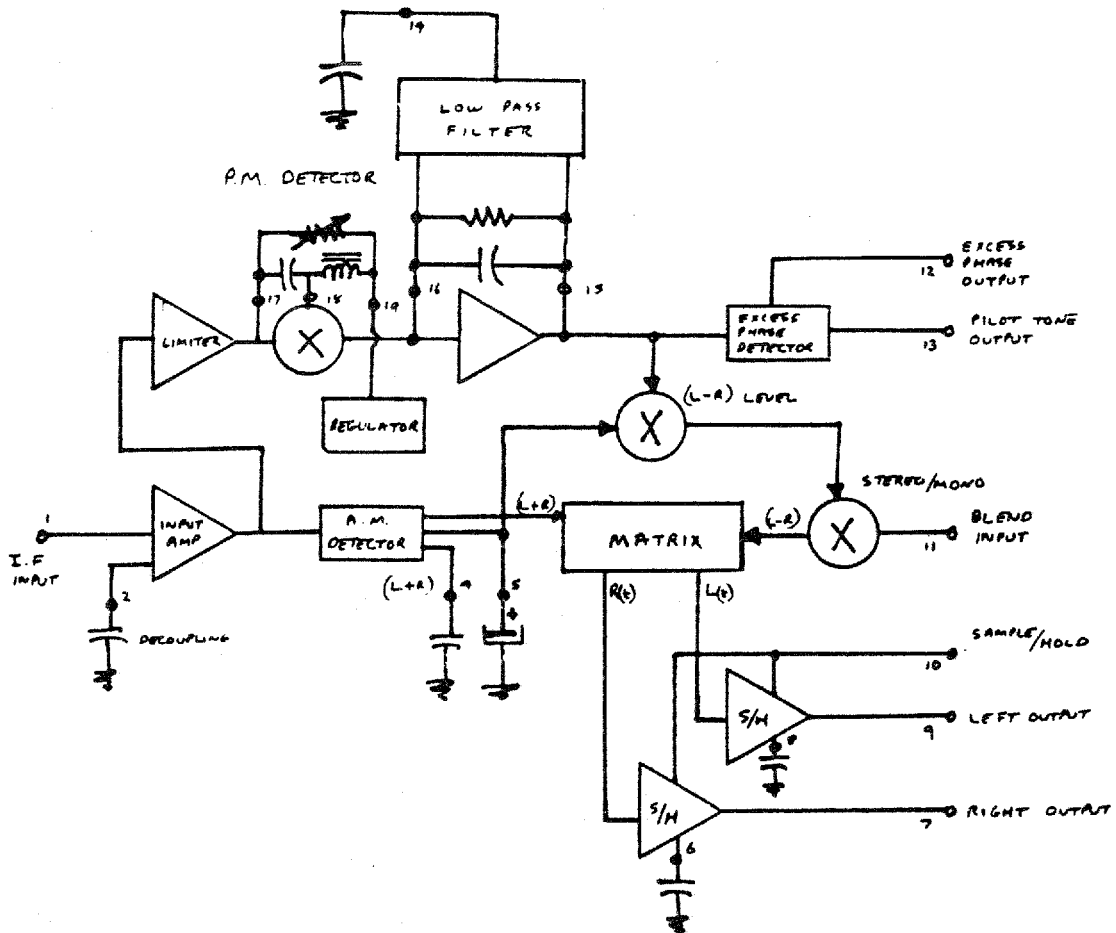 14
LOW PASS
FILTER
P.M. DETECTOR
17
18
19
16
15
LIMITER
X
REGULATOR
EXCESS
PHASE
DETECTOR
12
EXCESS
PHASE
OUTPUT
13
PILOT TONE
OUTPUT
X
(L-R) LEVEL
STEREO/MONO
X
11
BLEND
INPUT
1
I.F
INPUT
INPUT
AMP
2
DECOUPLING
A.M.
DETECTOR
(L+R)
(L+R)
4
5
+
MATRIX
(L-R)
R(t)
L(t)
10
SAMPLE/HOLD
S/H
8
9
LEFT OUTPUT
S/H
6
7
RIGHT OUTPUT